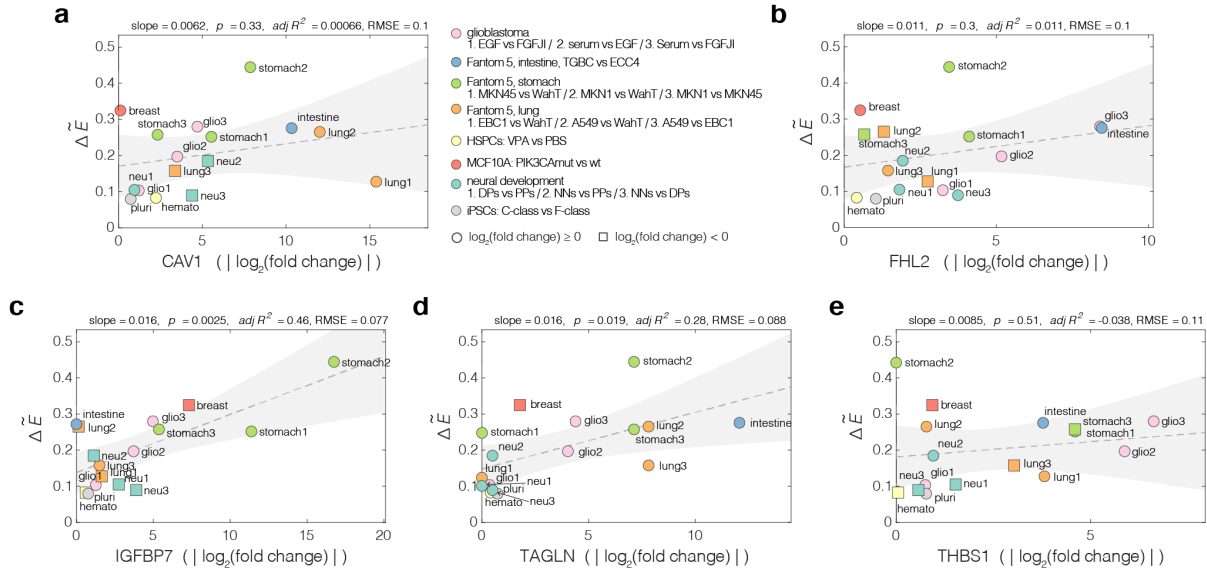 a
slope = 0.0062, p = 0.33, adj R² = 0.00066, RMSE = 0.1
Δ Ẽ
0.5
0.4
0.3
0.2
0.1
0
stomach2
breast
glio3
stomach3
stomach1
intestine
lung2
glio2
neu2
lung3
neu1
glio1
neu3
pluri
hemato
lung1
0
5
10
15
CAV1 ( | log₂(fold change) | )
glioblastoma
1. EGF vs FGFJI / 2. serum vs EGF / 3. Serum vs FGFJI
Fantom 5, intestine, TGBC vs ECC4
Fantom 5, stomach
1. MKN45 vs WahT / 2. MKN1 vs WahT / 3. MKN1 vs MKN45
Fantom 5, lung
1. EBC1 vs WahT / 2. A549 vs WahT / 3. A549 vs EBC1
HSPCs: VPA vs PBS
MCF10A: PIK3CAmut vs wt
neural development
1. DPs vs PPs / 2. NNs vs PPs / 3. NNs vs DPs
iPSCs: C-class vs F-class
log₂(fold change) ≥ 0
log₂(fold change) < 0
b
slope = 0.011, p = 0.3, adj R² = 0.011, RMSE = 0.1
Δ Ẽ
0.5
0.4
0.3
0.2
0.1
0
stomach2
breast
lung2
stomach3
stomach1
glio3
intestine
glio2
neu2
lung3
lung1
neu1
glio1
neu3
hemato
pluri
0
5
10
FHL2 ( | log₂(fold change) | )
c
slope = 0.016, p = 0.0025, adj R² = 0.46, RMSE = 0.077
Δ Ẽ
0.5
0.4
0.3
0.2
0.1
0
stomach2
breast
intestine
lung2
glio3
stomach3
stomach1
glio2
neu2
lung3
lung1
glio1
neu1
neu3
pluri
hemato
0
5
10
15
20
IGFBP7 ( | log₂(fold change) | )
d
slope = 0.016, p = 0.019, adj R² = 0.28, RMSE = 0.088
Δ Ẽ
0.5
0.4
0.3
0.2
0.1
0
stomach2
breast
stomach1
glio3
lung2
stomach3
intestine
glio2
neu2
lung3
lung1
glio1
neu1
pluri
neu3
hemato
0
5
10
TAGLN ( | log₂(fold change) | )
e
slope = 0.0085, p = 0.51, adj R² = -0.038, RMSE = 0.11
Δ Ẽ
0.5
0.4
0.3
0.2
0.1
0
stomach2
breast
lung2
intestine
stomach3
stomach1
glio3
glio2
neu2
lung3
lung1
neu3
glio1
neu1
pluri
hemato
0
5
THBS1 ( | log₂(fold change) | )